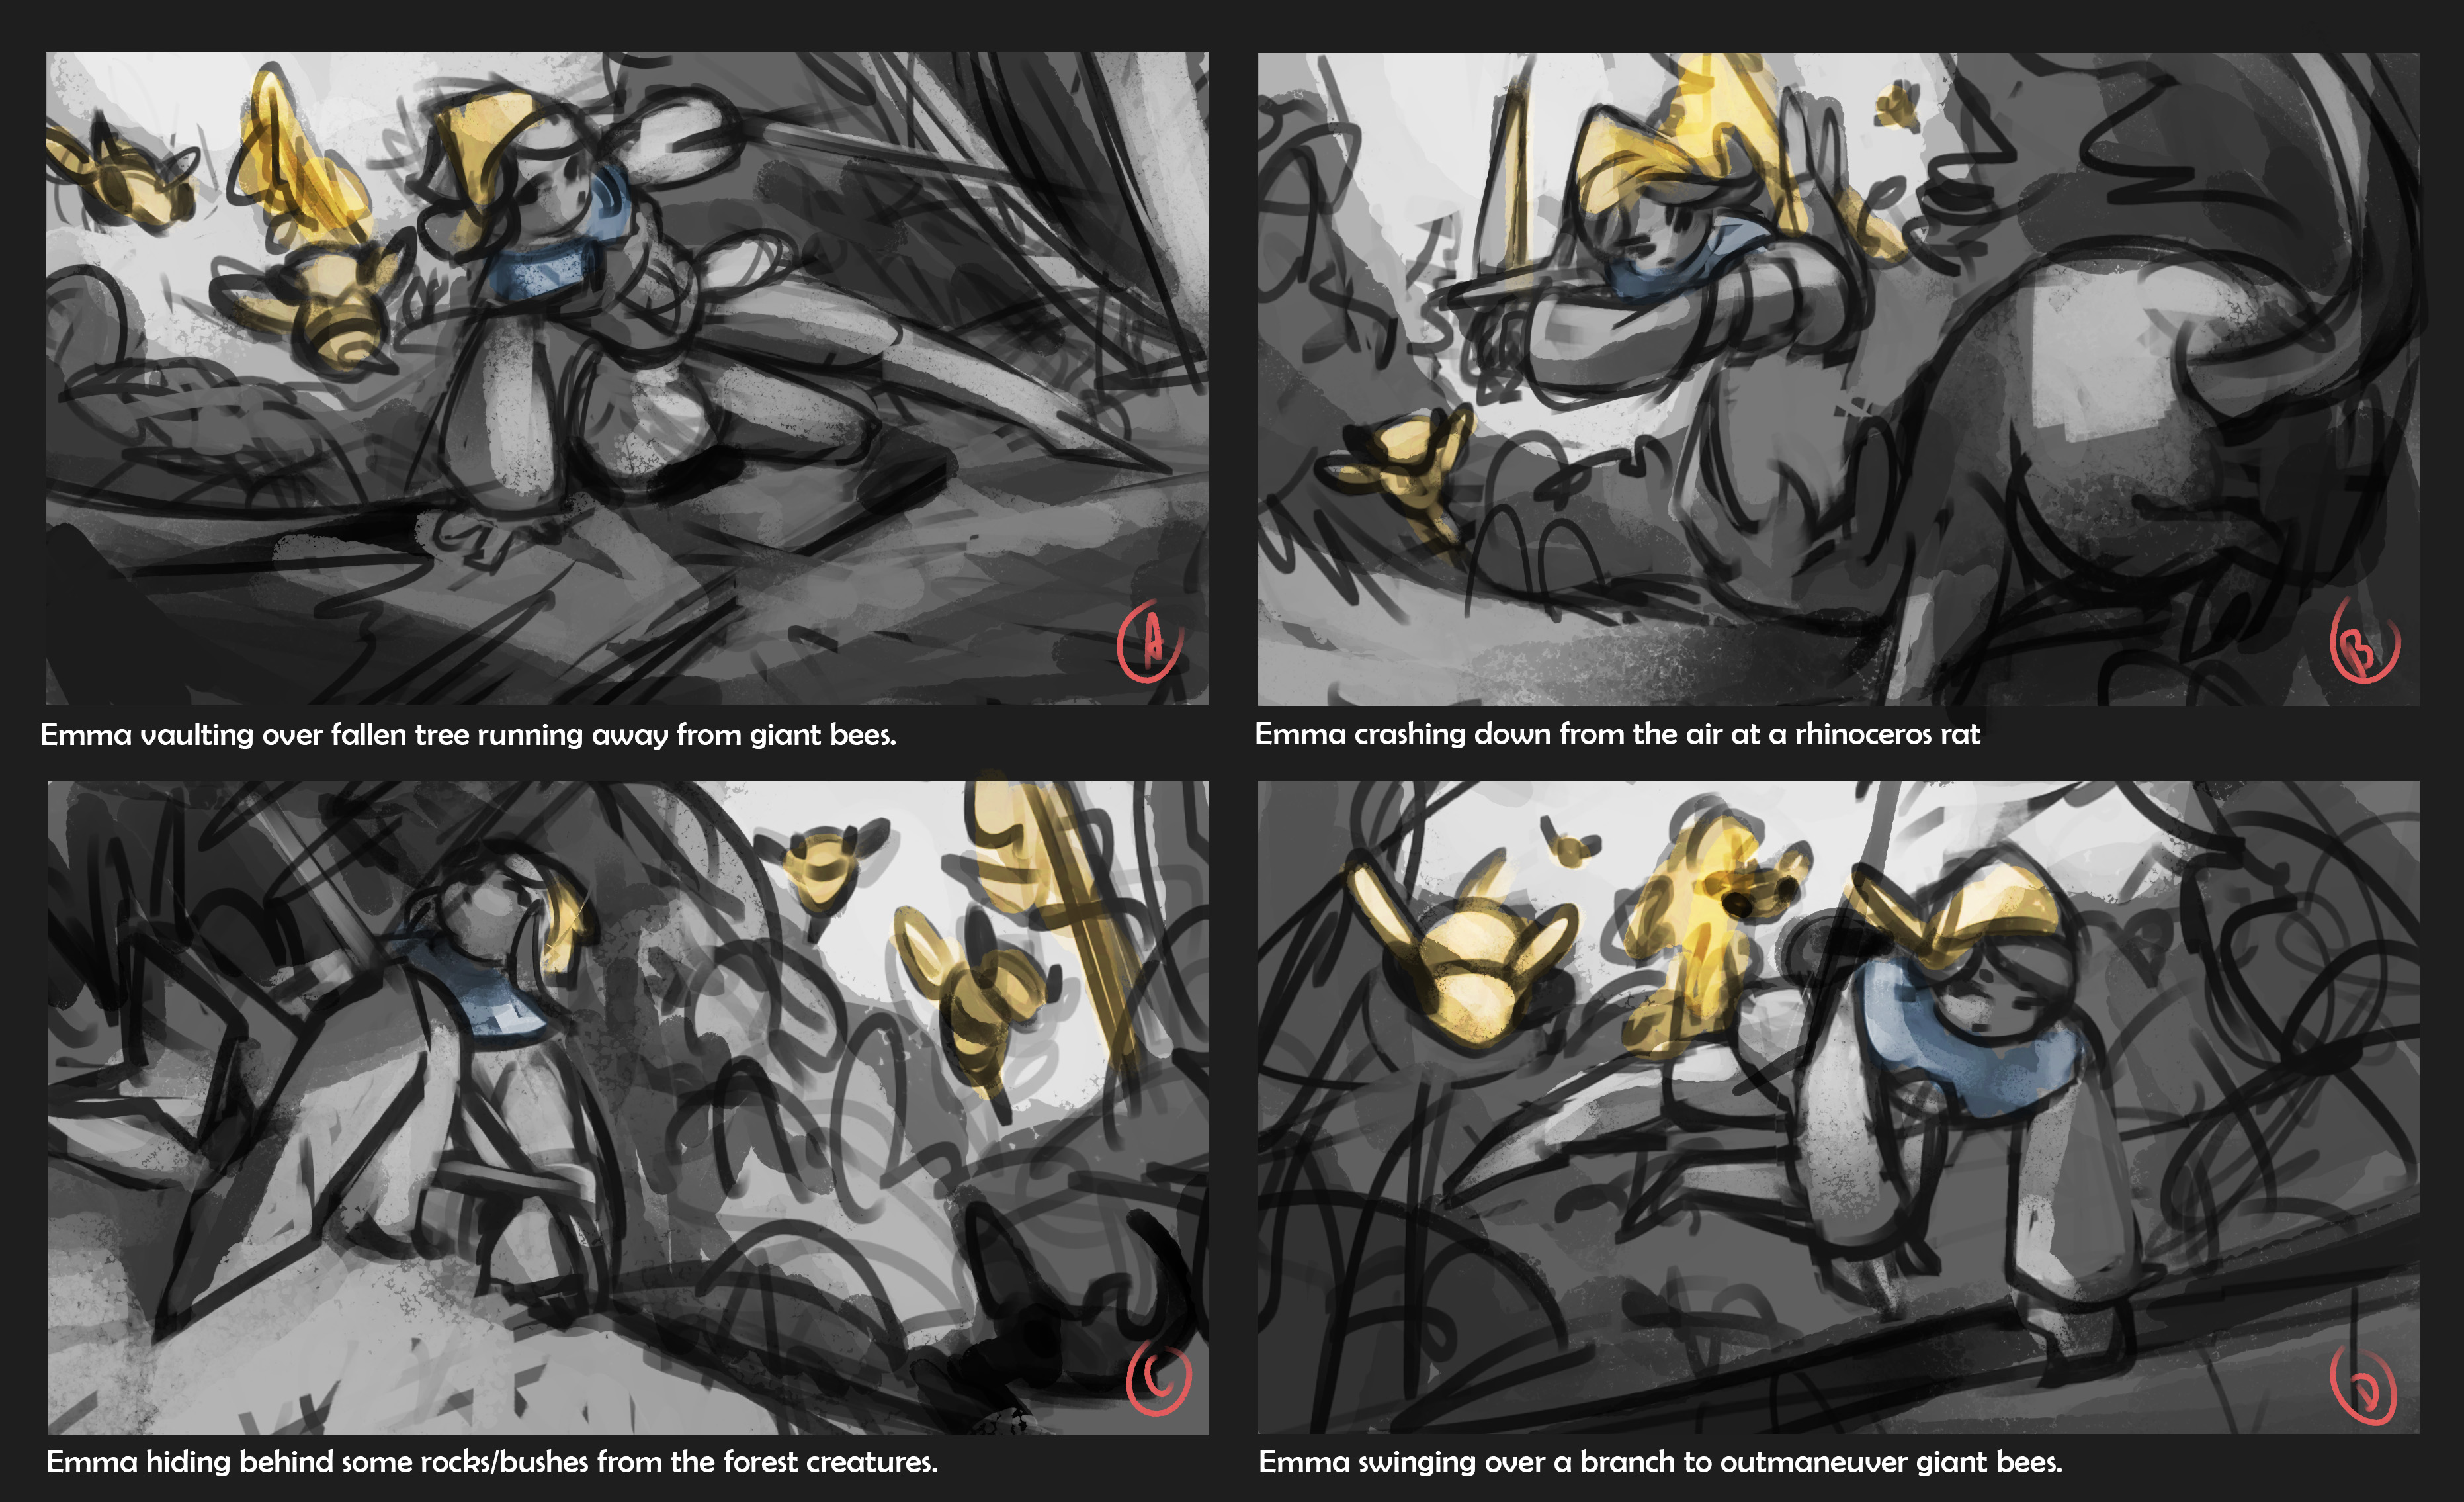 A
B
Emma vaulting over fallen tree running away from giant bees.
Emma crashing down from the air at a rhinoceros rat
C
D
Emma hiding behind some rocks/bushes from the forest creatures.
Emma swinging over a branch to outmaneuver giant bees.